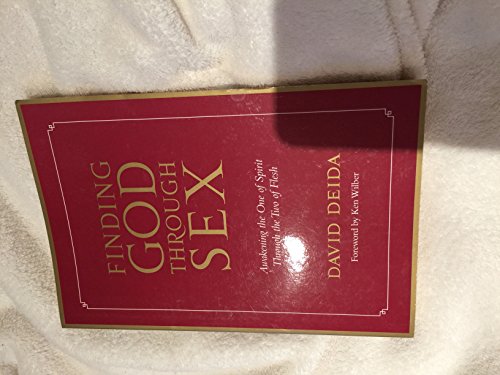 FINDING
GOD
THROUGH
SEX
Awakening the One of Spirit
Through the Two of Flesh
DAVID DEIDA
Foreword by Ken Wilber